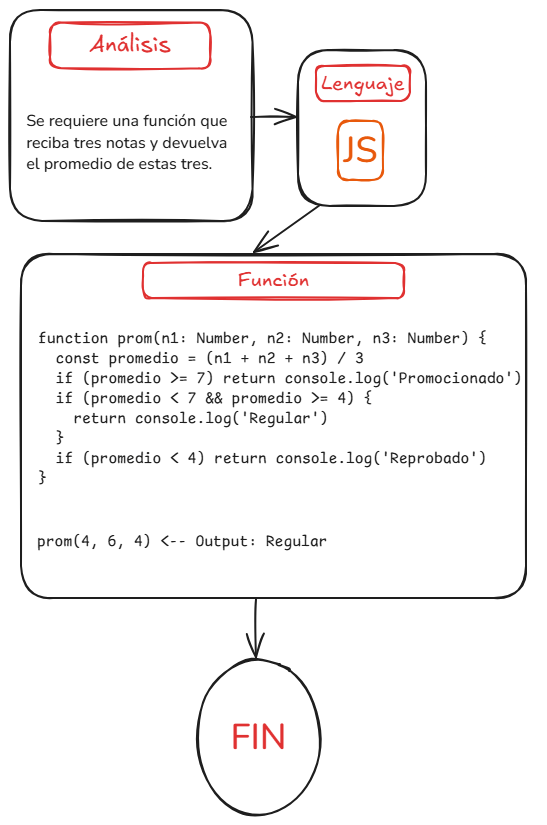 Análisis
Se requiere una función que
reciba tres notas y devuelva
el promedio de estas tres.
Lenguaje
JS
Función
function prom(n1: Number, n2: Number, n3: Number) {
  const promedio = (n1 + n2 + n3) / 3
  if (promedio >= 7) return console.log('Promocionado')
  if (promedio < 7 && promedio >= 4) {
    return console.log('Regular')
  }
  if (promedio < 4) return console.log('Reprobado')
}
prom(4, 6, 4) <-- Output: Regular
FIN